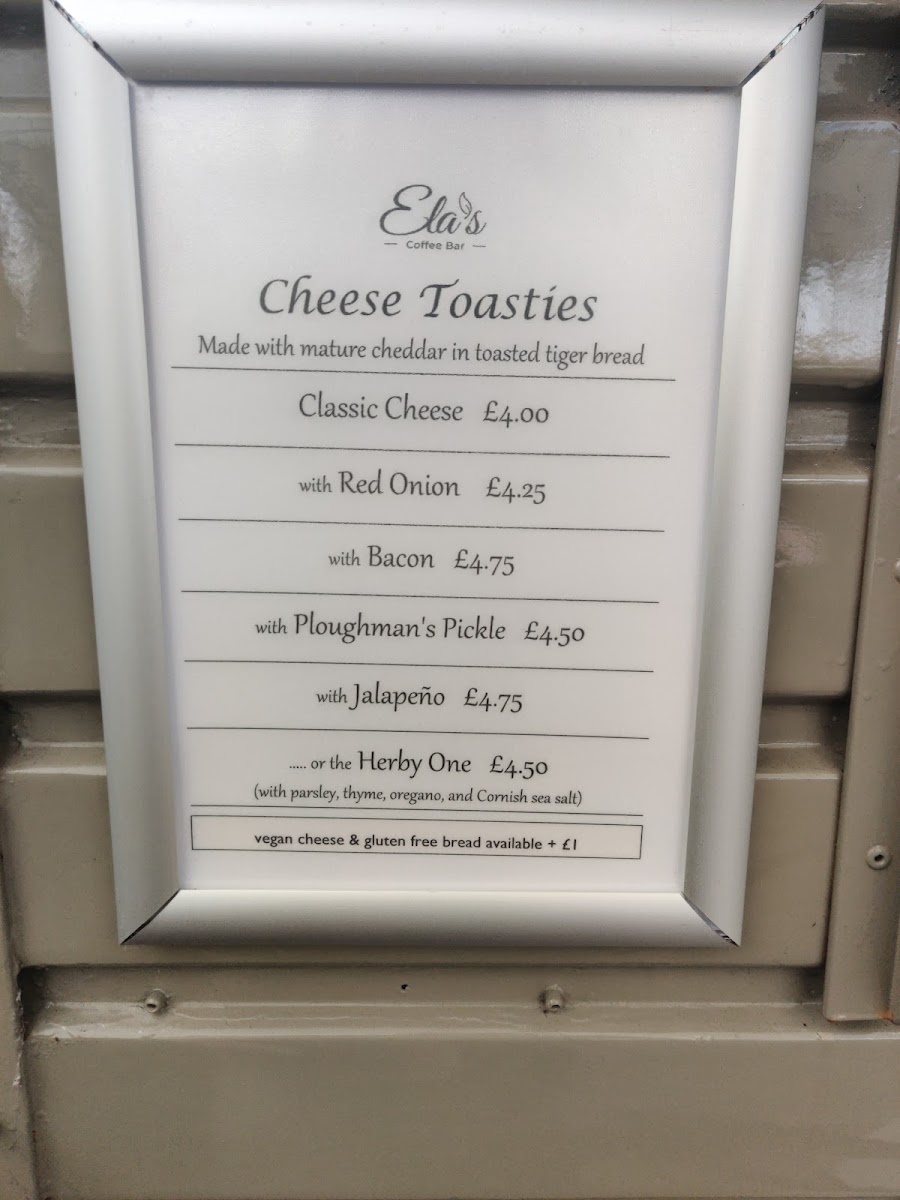 Ela's
Coffee Bar
Cheese Toasties
Made with mature cheddar in toasted tiger bread
Classic Cheese £4.00
with Red Onion £4.25
with Bacon £4.75
with Ploughman's Pickle £4.50
with Jalapeño £4.75
..... or the Herby One £4.50
(with parsley, thyme, oregano, and Cornish sea salt)
vegan cheese & gluten free bread available + £1